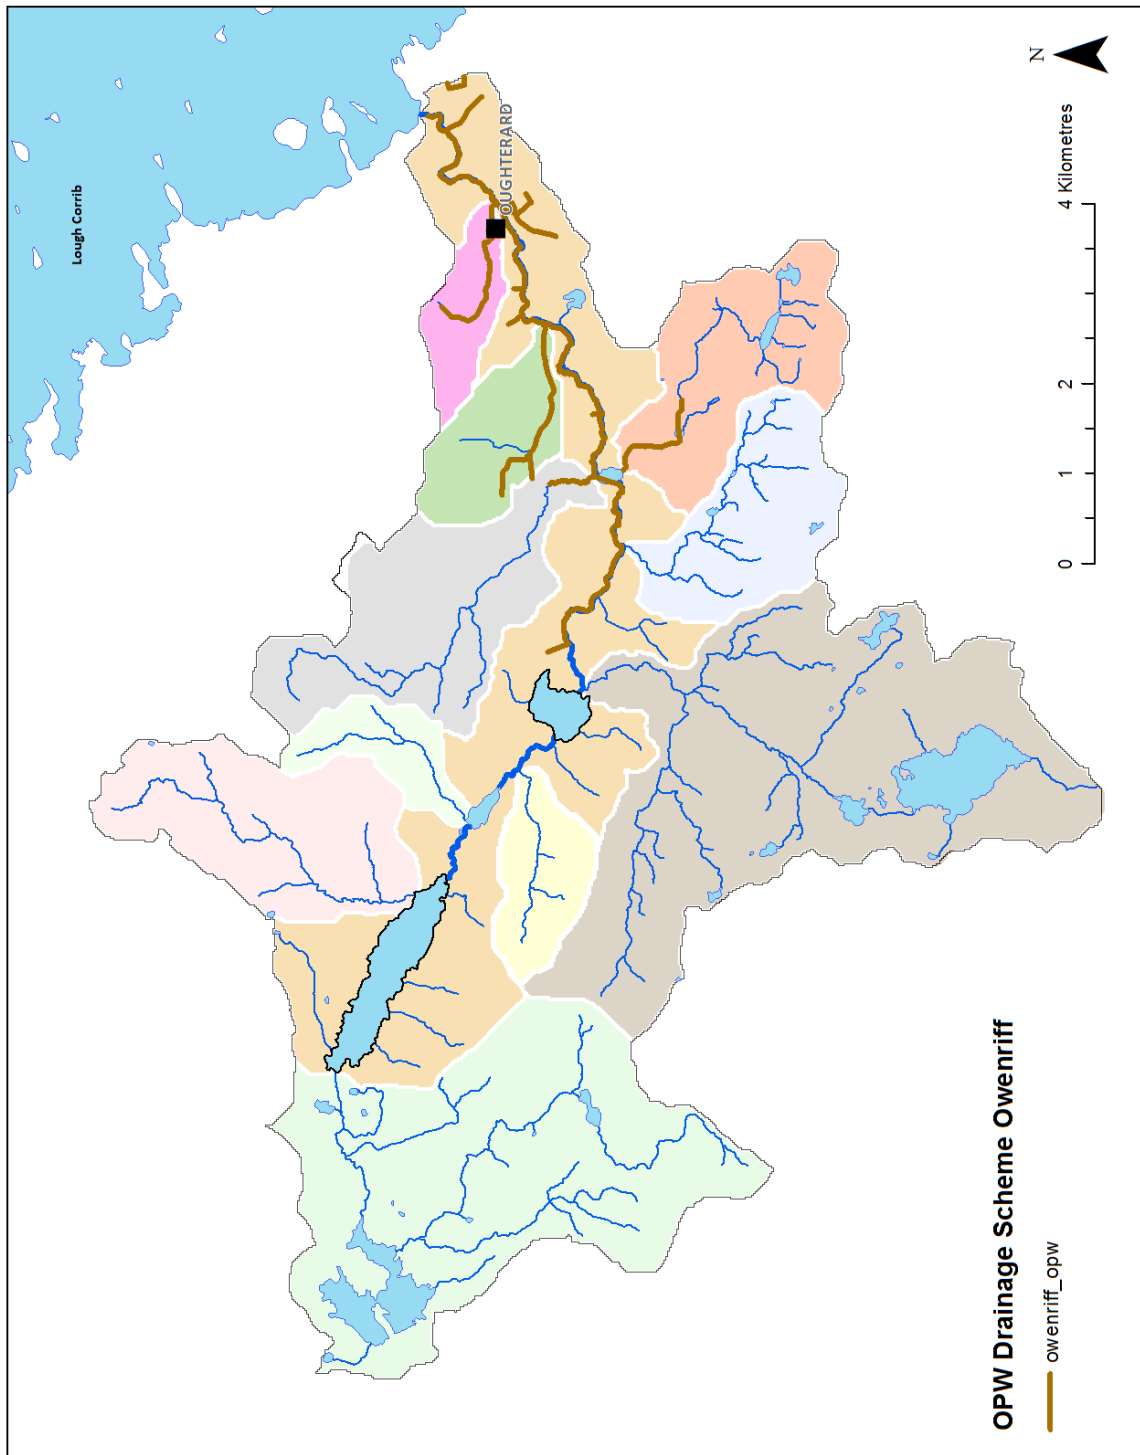 Lough Corrib
OUGHTERARD
N
0 1 2 4 Kilometres
OPW Drainage Scheme Owenriff
owenriff_opw